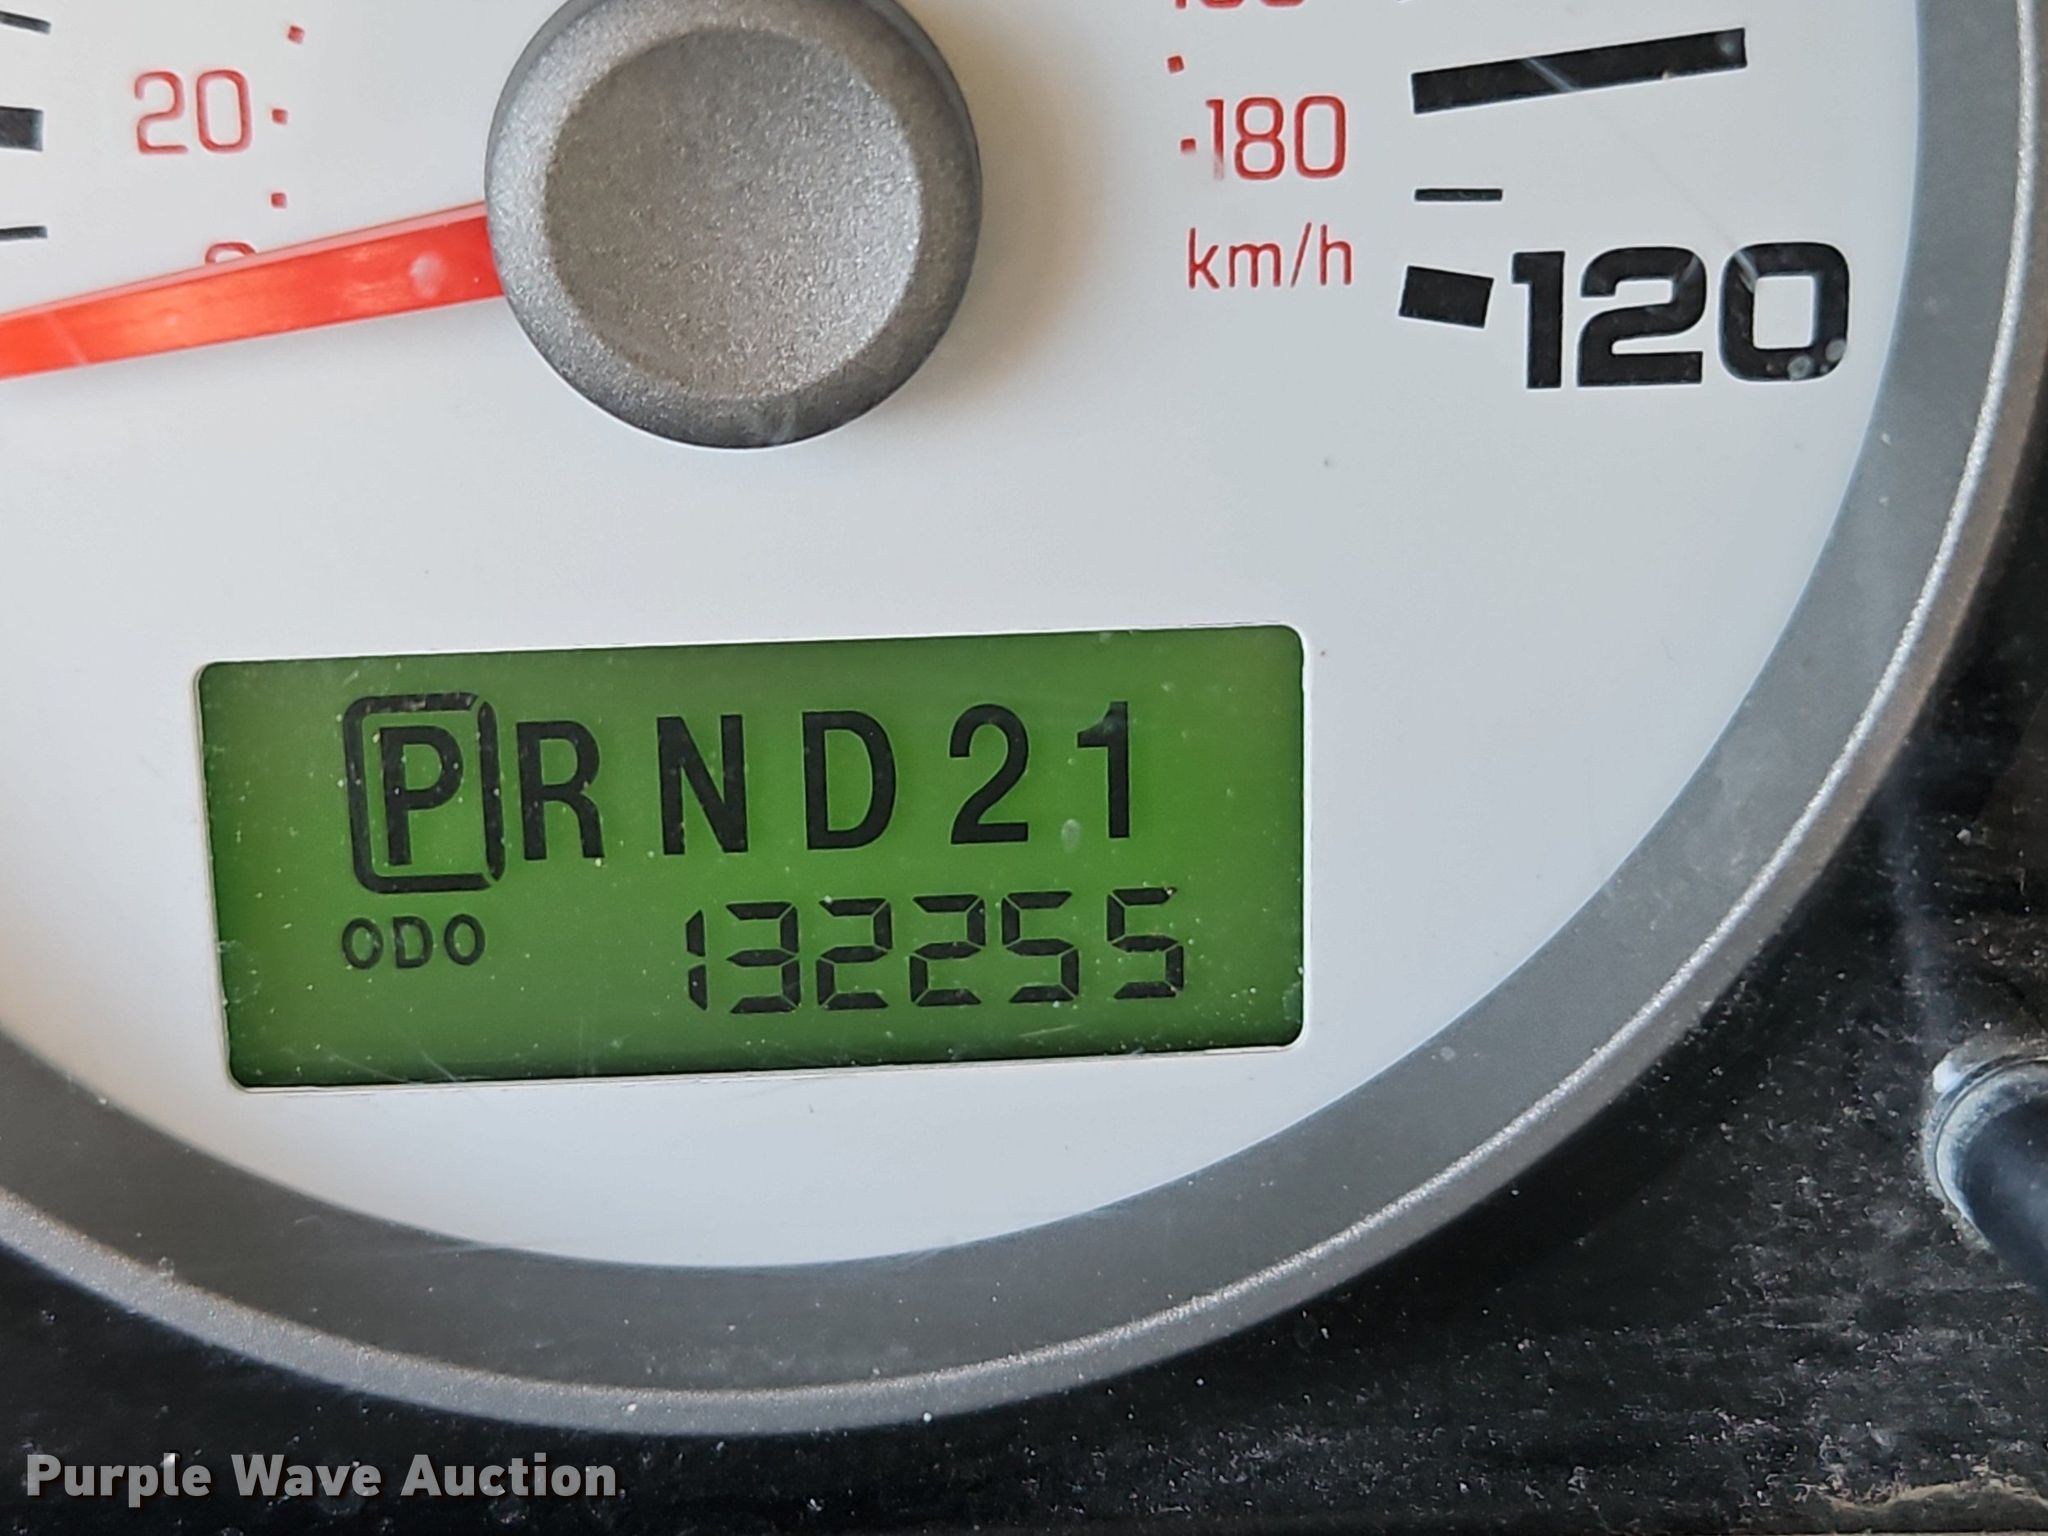 20
180
km/h
120
PRND21
ODO 132255
Purple Wave Auction